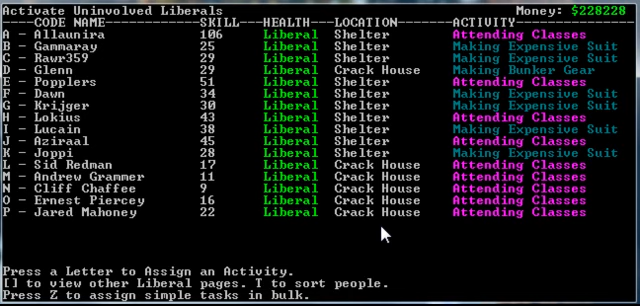 Activate Uninvolved Liberals Money: $228228
----CODE NAME------------SKILL---HEALTH---LOCATION-------ACTIVITY----------------
A - Allaunira 106 Liberal Shelter Attending Classes
B - Gammaray 25 Liberal Shelter Making Expensive Suit
C - Rawr359 29 Liberal Shelter Making Expensive Suit
D - Glenn 29 Liberal Crack House Making Bunker Gear
E - Popplers 51 Liberal Shelter Attending Classes
F - Dawn 34 Liberal Shelter Making Expensive Suit
G - Krijger 30 Liberal Shelter Making Expensive Suit
H - Lokius 43 Liberal Shelter Attending Classes
I - Lucain 38 Liberal Shelter Making Expensive Suit
J - Aziraal 45 Liberal Shelter Attending Classes
K - Joppi 28 Liberal Shelter Making Expensive Suit
L - Sid Redman 17 Liberal Crack House Attending Classes
M - Andrew Grammer 11 Liberal Crack House Attending Classes
N - Cliff Chaffee 9 Liberal Crack House Attending Classes
O - Ernest Piercey 16 Liberal Crack House Attending Classes
P - Jared Mahoney 22 Liberal Crack House Attending Classes
Press a Letter to Assign an Activity.
[] to view other Liberal pages. T to sort people.
Press Z to assign simple tasks in bulk.